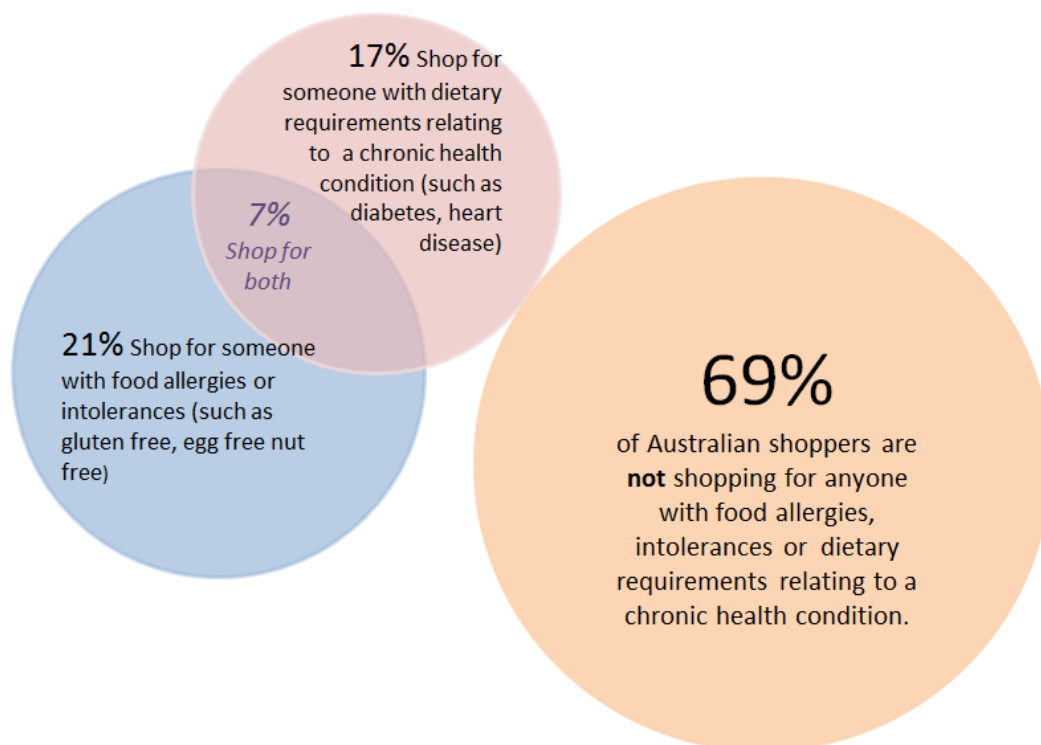 17% Shop for
someone with dietary
requirements relating
to a chronic health
condition (such as
diabetes, heart
disease)
7%
Shop for
both
21% Shop for someone
with food allergies or
intolerances (such as
gluten free, egg free nut
free)
69%
of Australian shoppers are
not shopping for anyone
with food allergies,
intolerances or dietary
requirements relating to a
chronic health condition.